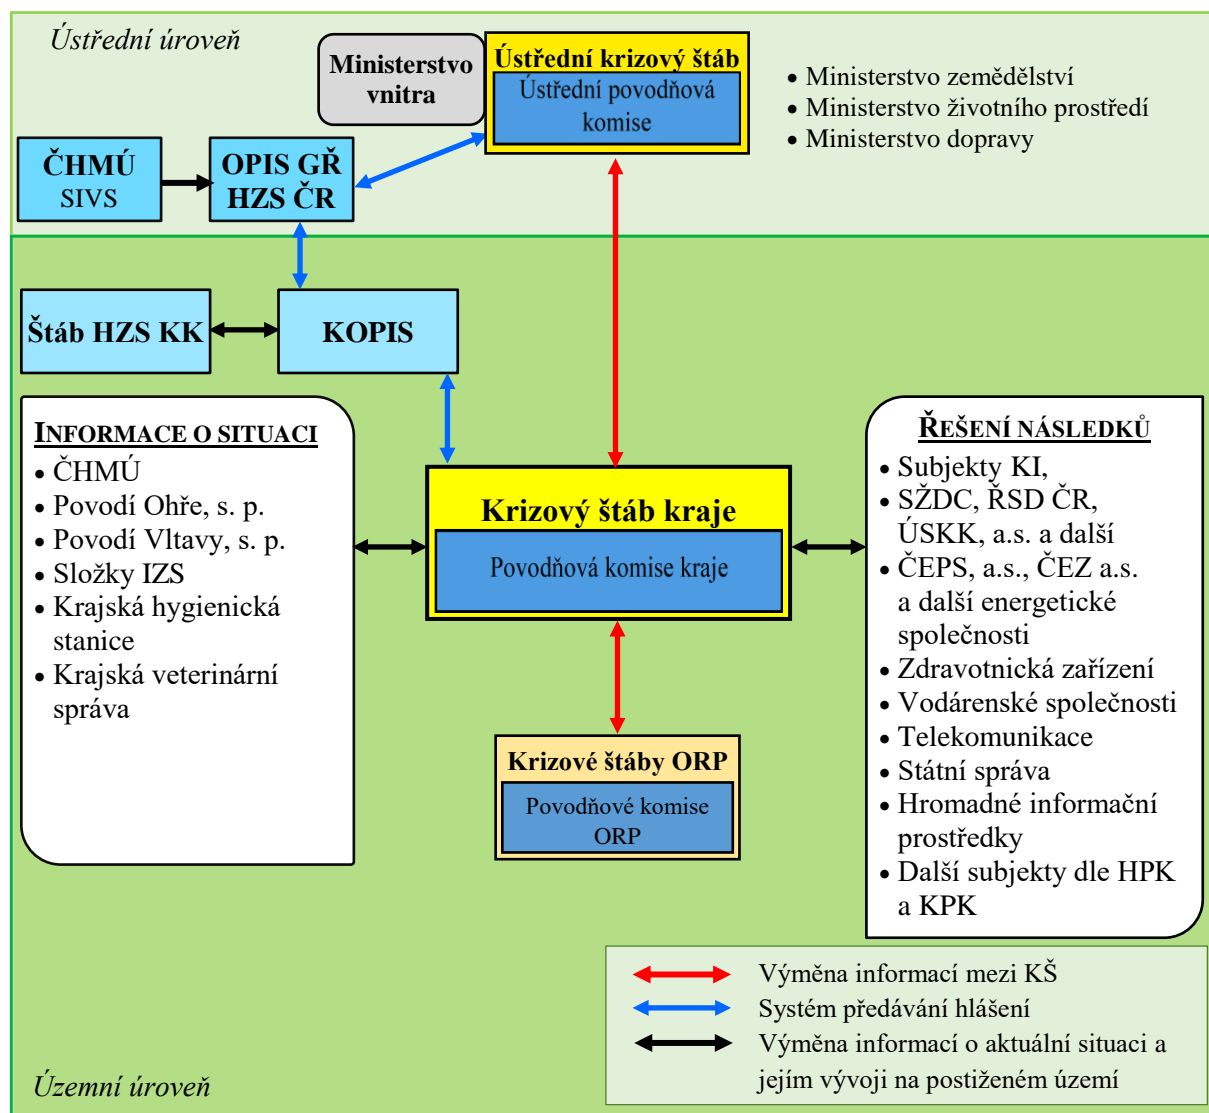 Ústřední úroveň
Ministerstvo
vnitra
Ústřední krizový štáb
Ústřední povodňová
komise
• Ministerstvo zemědělství
• Ministerstvo životního prostředí
• Ministerstvo dopravy
ČHMÚ
SIVS
OPIS GŘ
HZS ČR
Štáb HZS KK
KOPIS
INFORMACE O SITUACI
• ČHMÚ
• Povodí Ohře, s. p.
• Povodí Vltavy, s. p.
• Složky IZS
• Krajská hygienická
stanice
• Krajská veterinární
správa
Krizový štáb kraje
Povodňová komise kraje
Krizové štáby ORP
Povodňové komise
ORP
ŘEŠENÍ NÁSLEDKŮ
• Subjekty KI,
• SŽDC, ŘSD ČR,
ÚSKK, a.s. a další
• ČEPS, a.s., ČEZ a.s.
a další energetické
společnosti
• Zdravotnická zařízení
• Vodárenské společnosti
• Telekomunikace
• Státní správa
• Hromadné informační
prostředky
• Další subjekty dle HPK
a KPK
Výměna informací mezi KŠ
Systém předávání hlášení
Výměna informací o aktuální situaci a
jejím vývoji na postiženém území
Územní úroveň